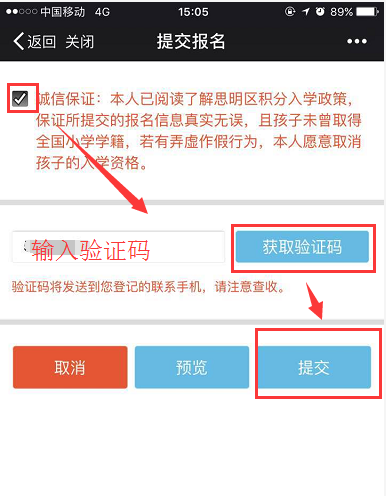 中国移动 4G 15:05 89%
返回 关闭 提交报名
诚信保证：本人已阅读了解思明区积分入学政策，
保证所提交的报名信息真实无误，且孩子未曾取得
全国小学学籍，若有弄虚作假行为，本人愿意取消
孩子的入学资格。
输入验证码 获取验证码
验证码将发送到您登记的联系手机，请注意查收。
取消 预览 提交